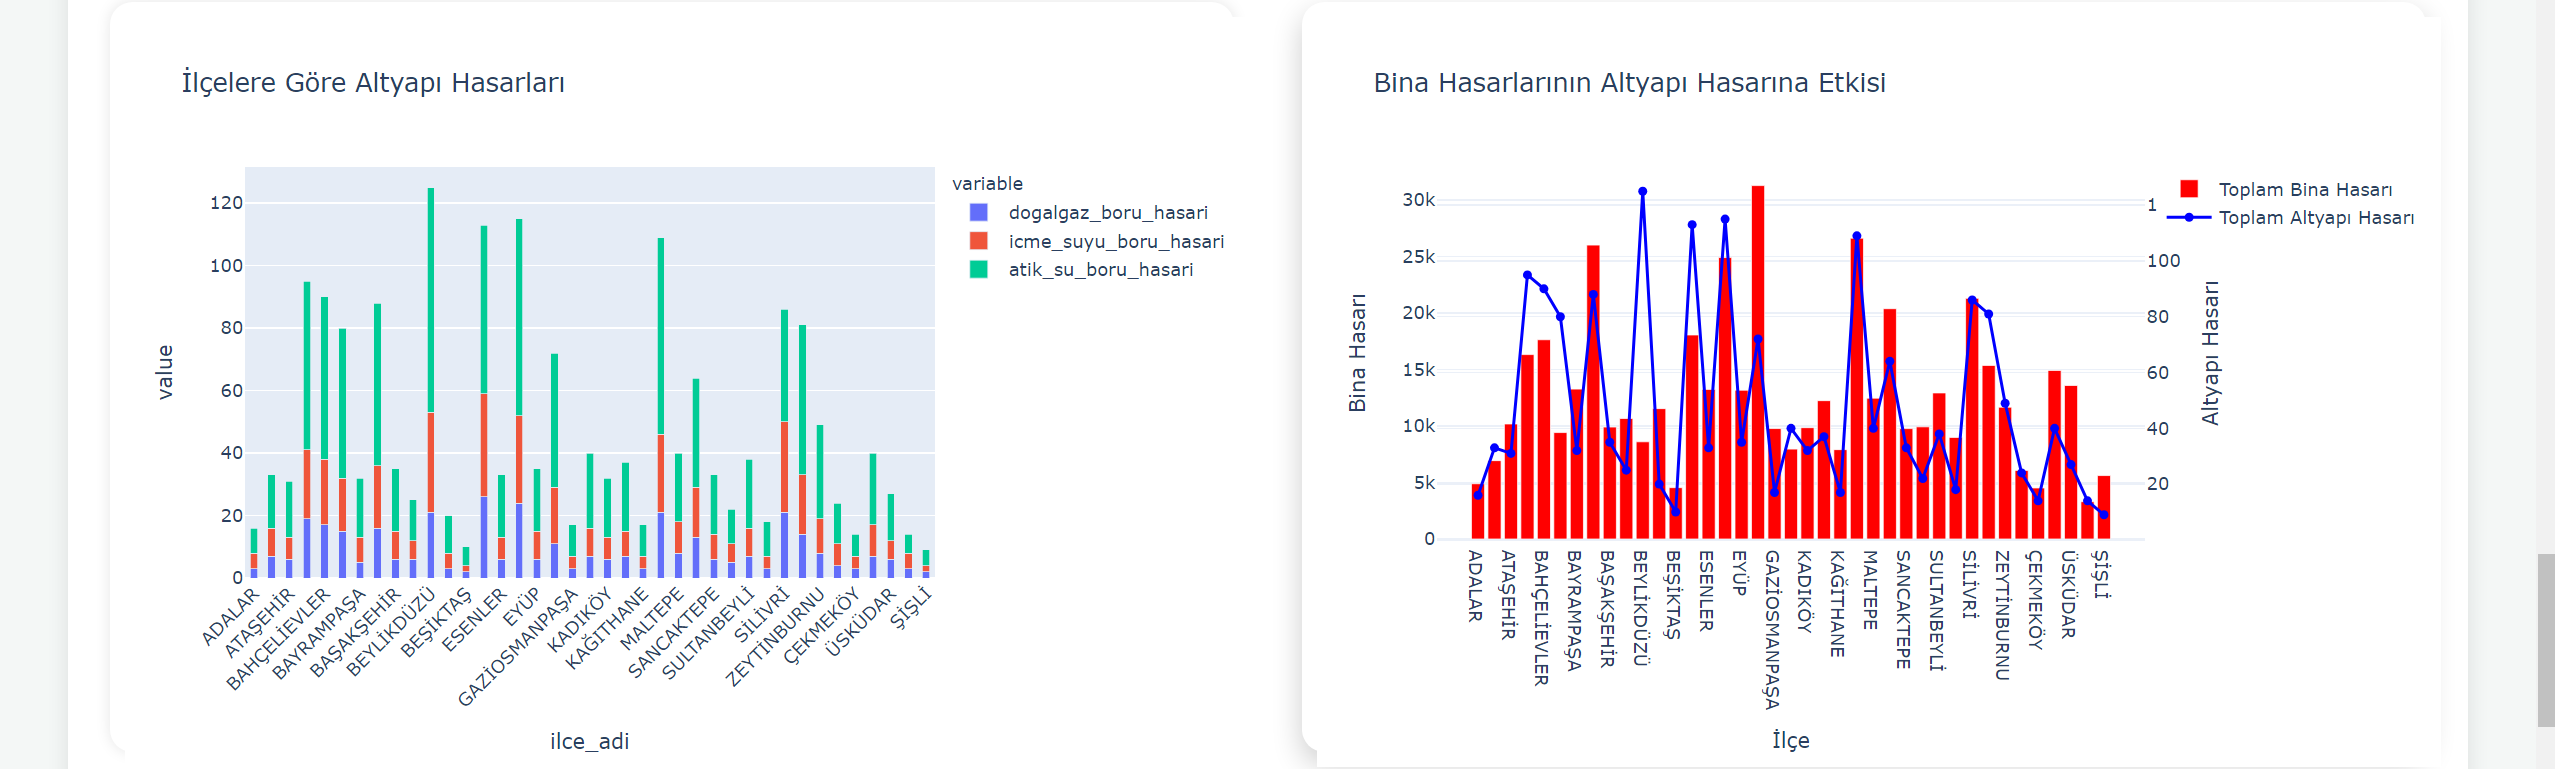 İlçelere Göre Altyapı Hasarları
value
120
100
80
60
40
20
0
ADALAR
ATAŞEHİR
BAHÇELİEVLER
BAYRAMPAŞA
BAŞAKŞEHİR
BEYLİKDÜZÜ
BEŞİKTAŞ
ESENLER
EYÜP
GAZİOSMANPAŞA
KADIKÖY
KAĞITHANE
MALTEPE
SANCAKTEPE
SULTANBEYLİ
SİLİVRİ
ZEYTİNBURNU
ÇEKMEKÖY
ÜSKÜDAR
ŞİŞLİ
ilce_adi
variable
dogalgaz_boru_hasari
icme_suyu_boru_hasari
atik_su_boru_hasari
Bina Hasarlarının Altyapı Hasarına Etkisi
Bina Hasarı
30k
25k
20k
15k
10k
5k
0
ADALAR
ATAŞEHİR
BAHÇELİEVLER
BAYRAMPAŞA
BAŞAKŞEHİR
BEYLİKDÜZÜ
BEŞİKTAŞ
ESENLER
EYÜP
GAZİOSMANPAŞA
KADIKÖY
KAĞITHANE
MALTEPE
SANCAKTEPE
SULTANBEYLİ
SİLİVRİ
ZEYTİNBURNU
ÇEKMEKÖY
ÜSKÜDAR
ŞİŞLİ
İlçe
1
100
80
60
40
20
Altyapı Hasarı
Toplam Bina Hasarı
Toplam Altyapı Hasarı